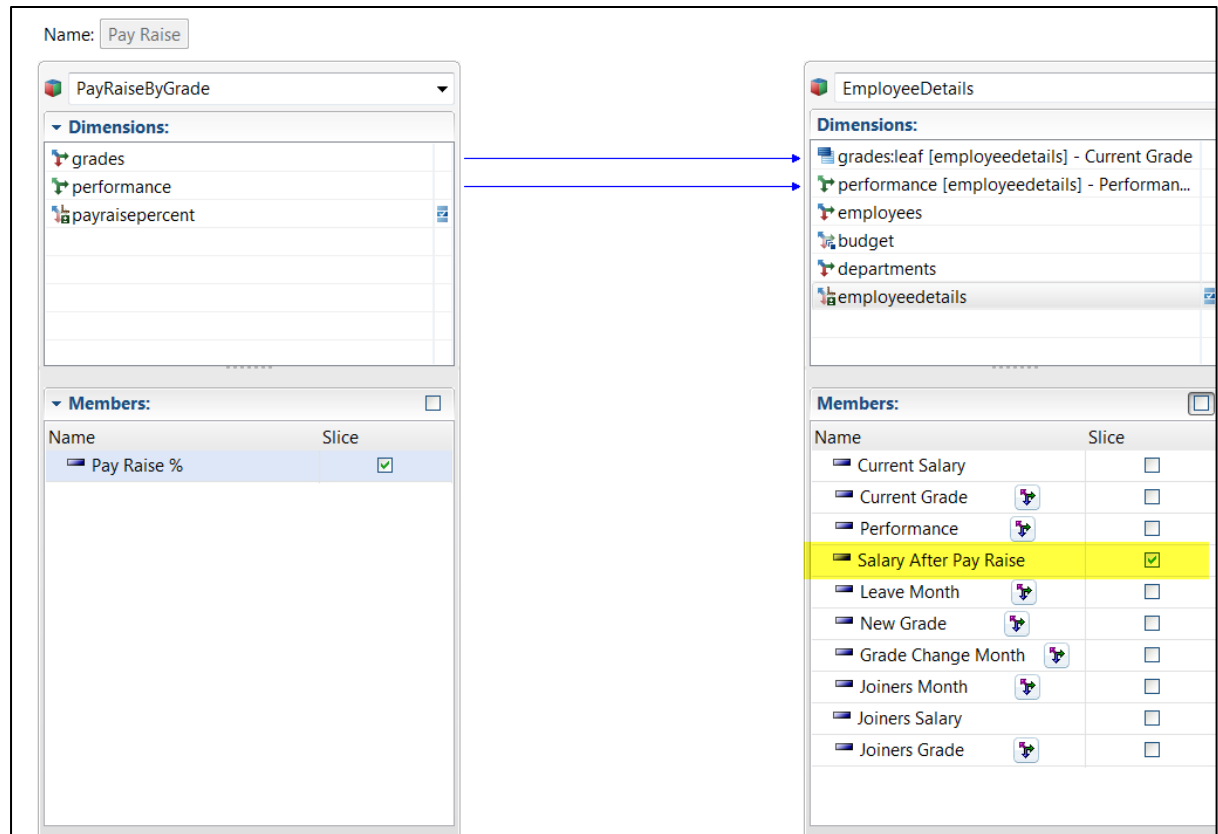 Name: Pay Raise
PayRaiseByGrade
Dimensions:
grades
performance
payraisepercent
Members:
Name Slice
Pay Raise %
EmployeeDetails
Dimensions:
grades:leaf [employeedetails] - Current Grade
performance [employeedetails] - Performan...
employees
budget
departments
employeedetails
Members:
Name Slice
Current Salary
Current Grade
Performance
Salary After Pay Raise
Leave Month
New Grade
Grade Change Month
Joiners Month
Joiners Salary
Joiners Grade